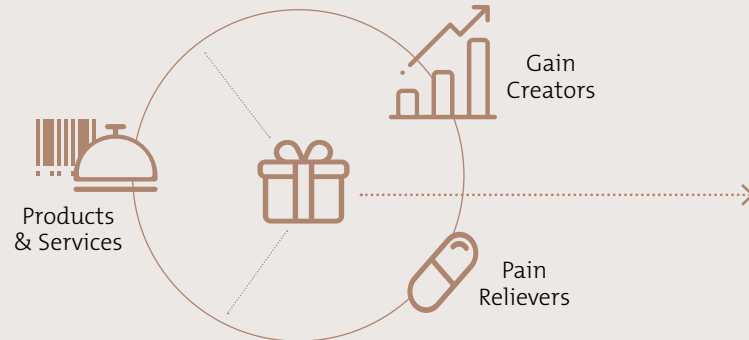 Gain
Creators
Products
& Services
Pain
Relievers